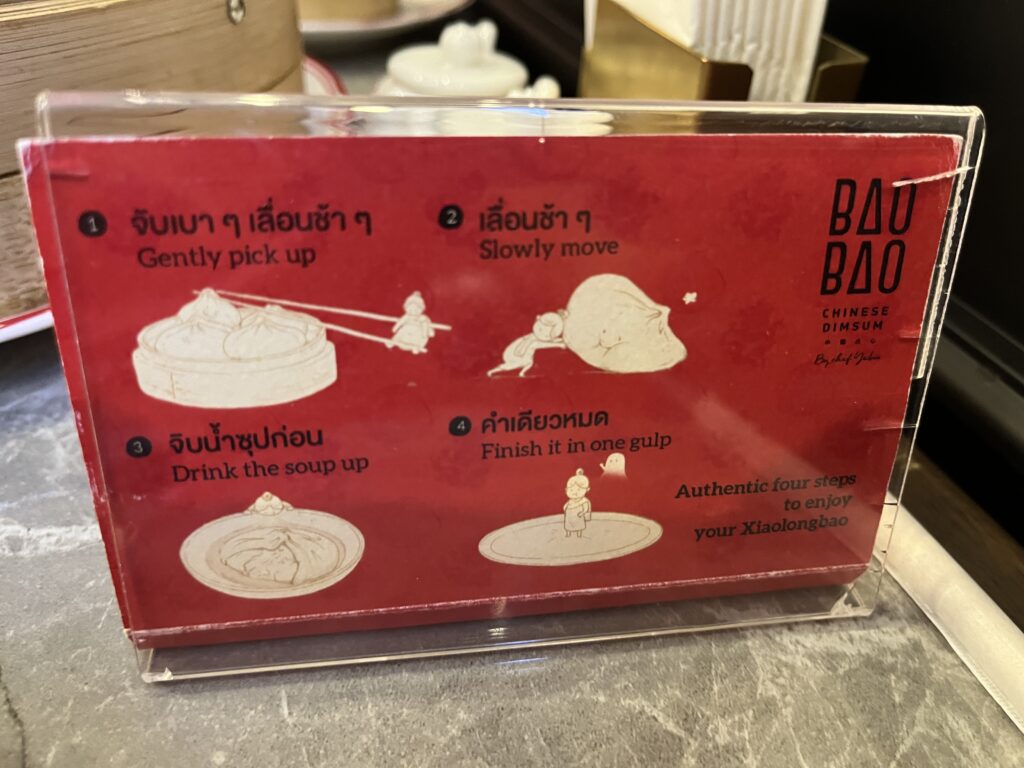 1 จับเบา ๆ เลื่อนช้า ๆ
Gently pick up
2 เลื่อนช้า ๆ
Slowly move
3 จิบน้ำซุปก่อน
Drink the soup up
4 คำเดียวหมด
Finish it in one gulp
Authentic four steps
to enjoy
your Xiaolongbao
BAO
BAO
CHINESE
DIMSUM
By chef